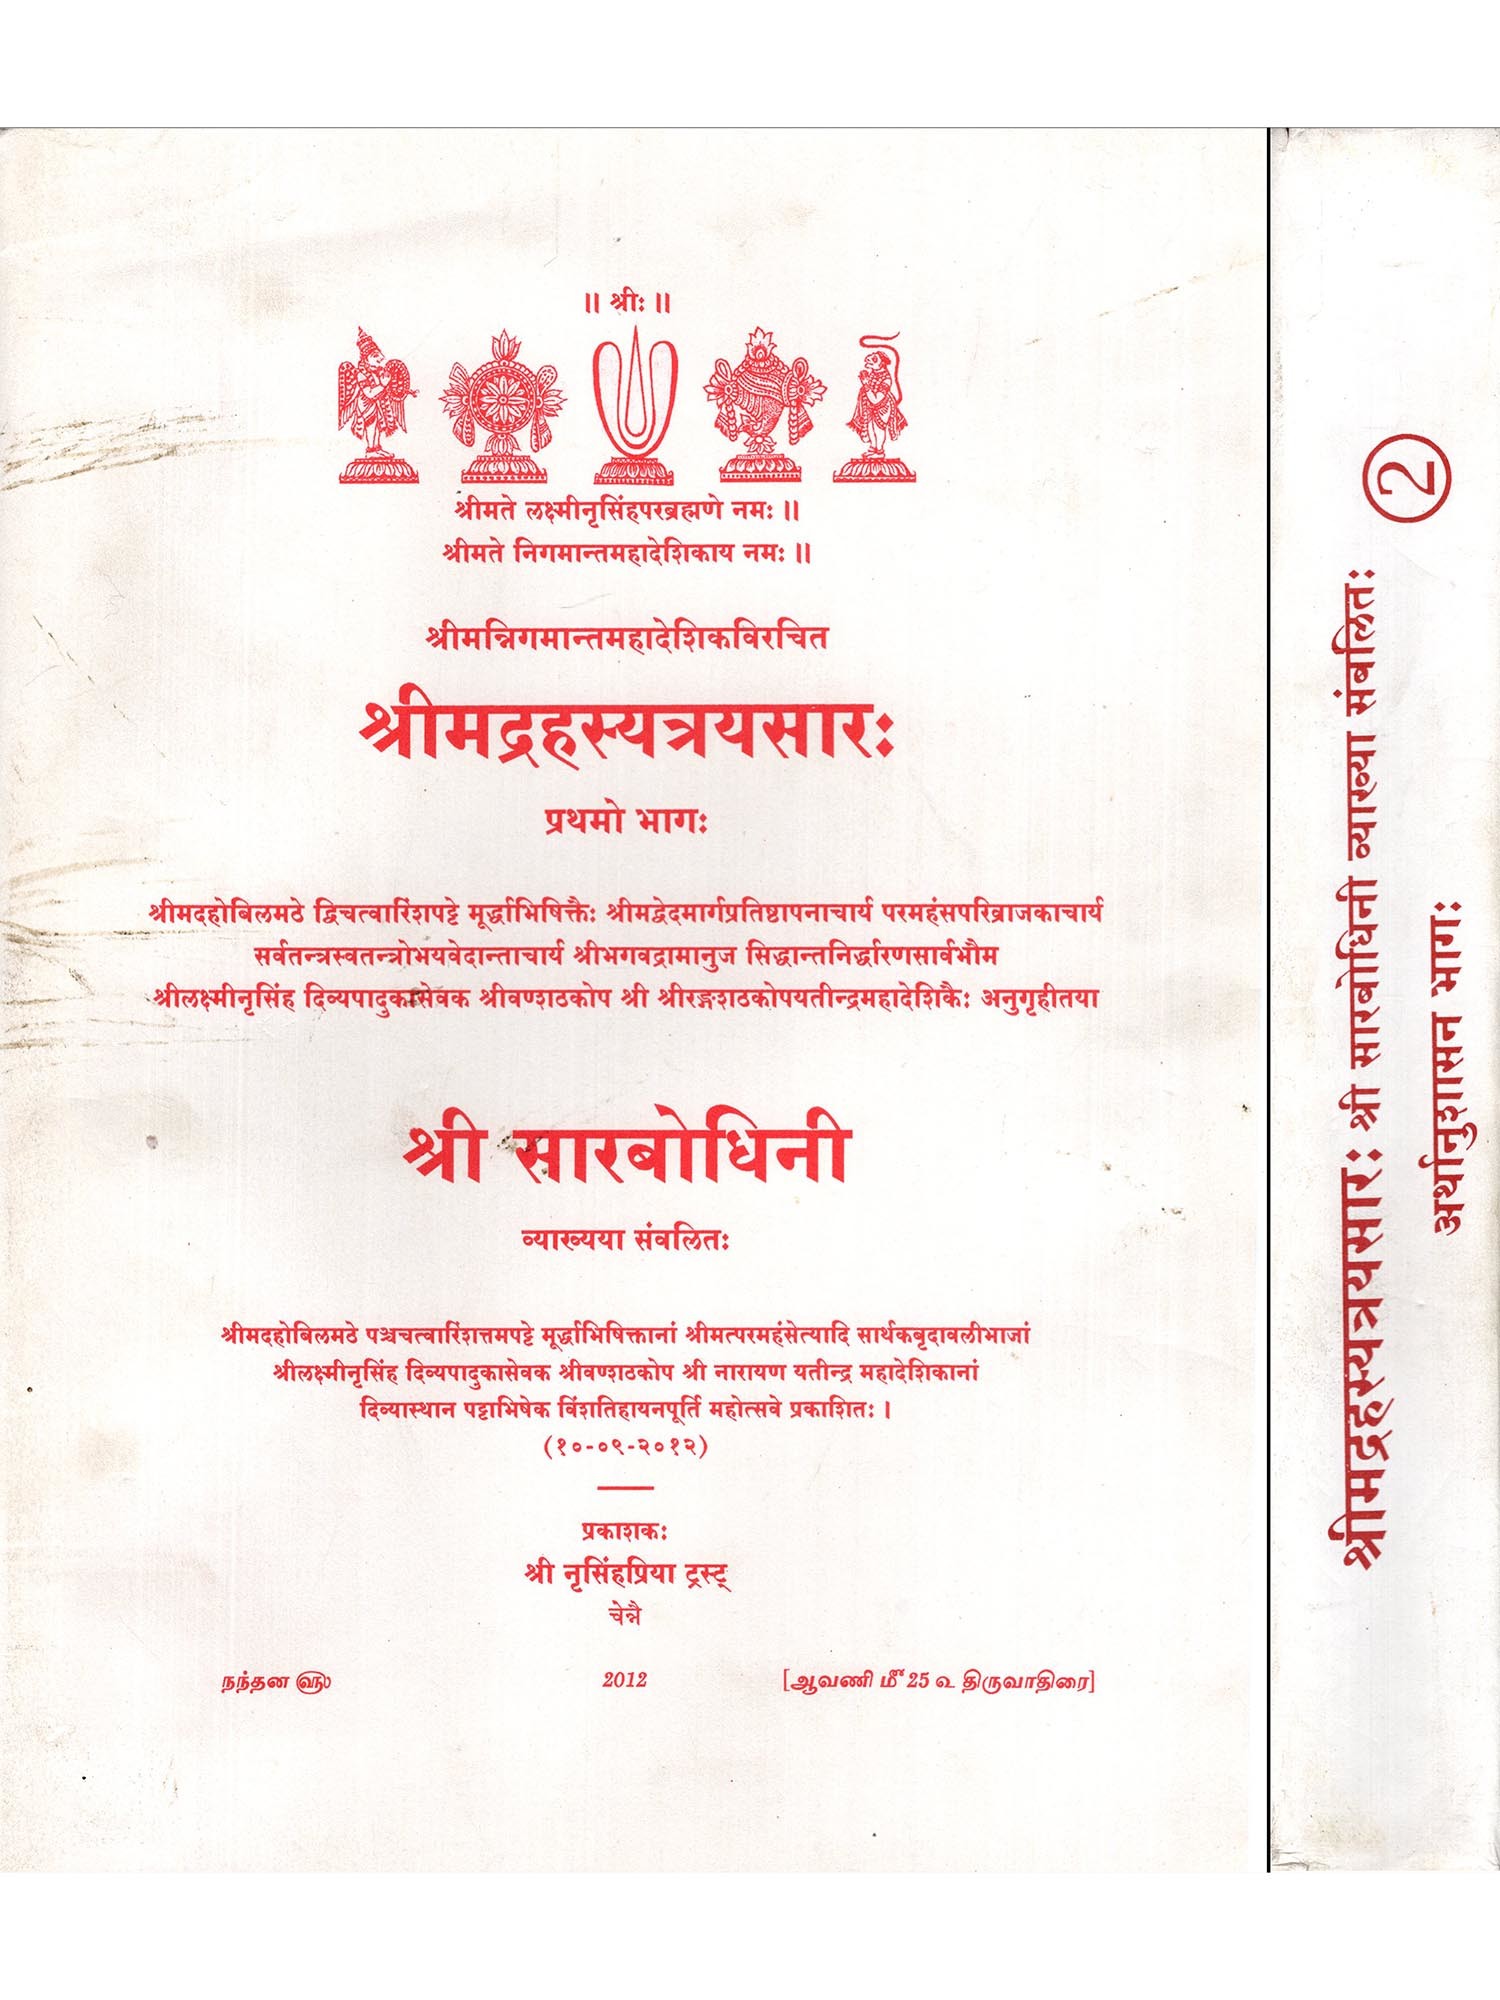 ॥ श्रीः ॥
श्रीमते लक्ष्मीनृसिंहपरब्रह्मणे नमः ॥
श्रीमते निगमान्तमहादेशिकाय नमः ॥
श्रीमन्निगमान्तमहादेशिकविरचित
श्रीमद्रहस्यत्रयसारः
प्रथमो भागः
श्रीमदहोबिलमठे द्विचत्वारिंशपट्टे मूर्द्धाभिषिक्तैः श्रीमद्वेदमार्गप्रतिष्ठापनाचार्य परमहंसपरिव्राजकाचार्य
सर्वतन्त्रस्वतन्त्रोभयवेदान्ताचार्य श्रीभगवद्रामानुज सिद्धान्तनिर्द्धारणसार्वभौम
श्रीलक्ष्मीनृसिंह दिव्यपादुकासेवक श्रीवण्शठकोप श्री श्रीरङ्गशठकोपयतीन्द्रमहादेशिकैः अनुगृहीतया
श्री सारबोधिनी
व्याख्यया संवलितः
श्रीमदहोबिलमठे पञ्चचत्वारिंशत्तमपट्टे मूर्द्धाभिषिक्तानां श्रीमत्परमहंसेत्यादि सार्थकबृदावलीभाजां
श्रीलक्ष्मीनृसिंह दिव्यपादुकासेवक श्रीवण्शठकोप श्री नारायण यतीन्द्र महादेशिकानां
दिव्यास्थान पट्टाभिषेक विंशतिहायनपूर्ति महोत्सवे प्रकाशितः ।
(१०-०९-२०१२)
प्रकाशकः
श्री नृसिंहप्रिया ट्रस्ट्
चेन्नै
நந்தன ௵ 2012 [ஆவணி ௴ 25 ௳ திருவாதிரை]
श्रीमद्रहस्यत्रयसारः श्री सारबोधिनी व्याख्या संबलितः 2
अर्थानुशासन भागः